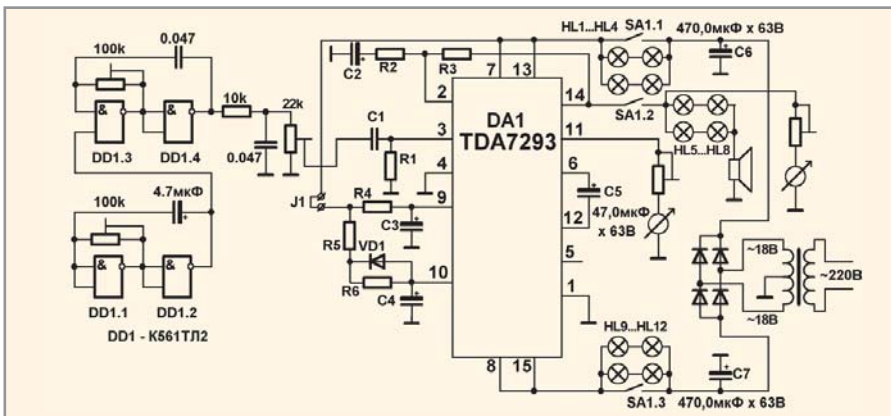 100k
0.047
&
&
DD1.3
DD1.4
10k
22k
0.047
100k
4.7мкФ
&
&
DD1.1
DD1.2
DD1 - К561ТЛ2
C2
R2
R3
C1
R1
J1
R4
C3
R5
VD1
R6
C4
7
13
2
3
4
9
10
8
15
DA1
TDA7293
14
11
6
12
5
1
HL1...HL4
SA1.1
470,0мкФ x 63В
C6
SA1.2
HL5...HL8
C5
47,0мкФ
x 63В
~18В
~220В
~18В
HL9...HL12
SA1.3
C7
470,0мкФ x 63В